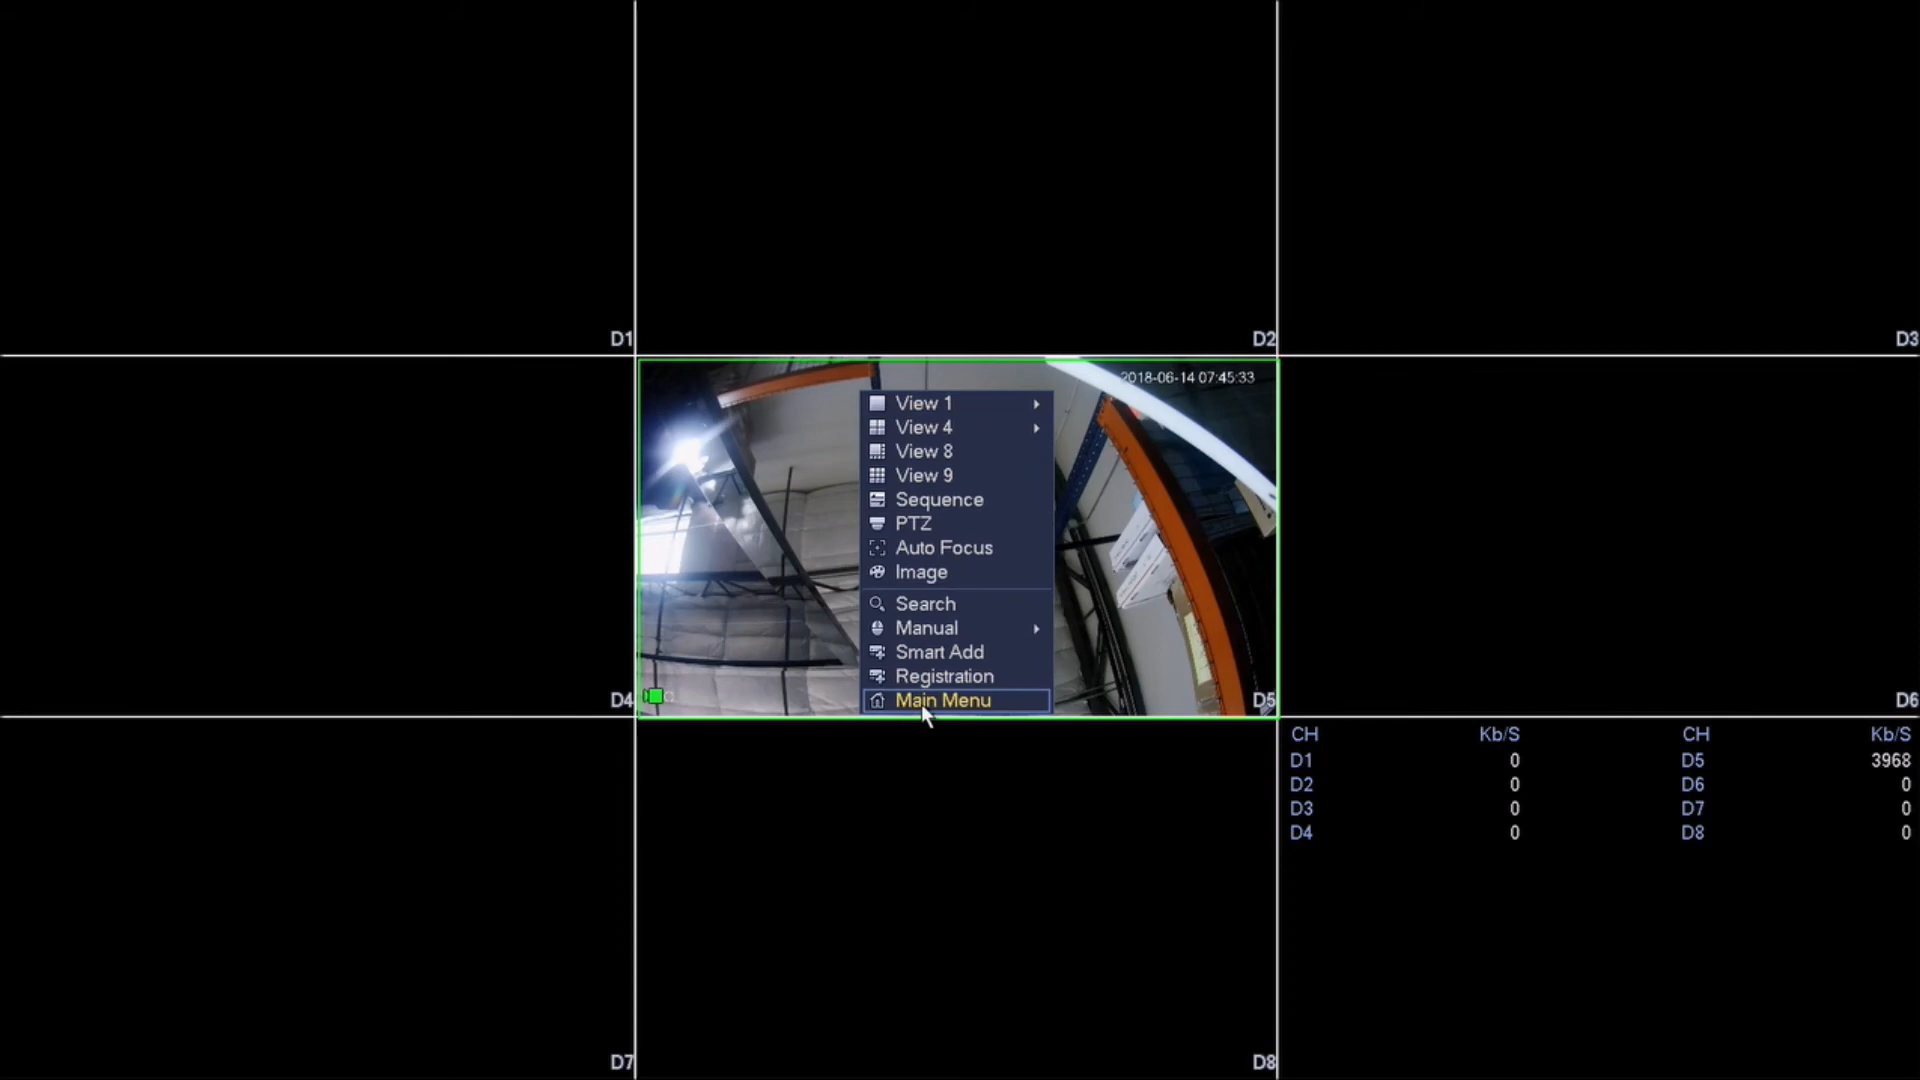 D1
D2
D3
2018-06-14 07:45:33
View 1
View 4
View 8
View 9
Sequence
PTZ
Auto Focus
Image
Search
Manual
Smart Add
Registration
Main Menu
D4
D5
D6
CH Kb/S CH Kb/S
D1 0 D5 3968
D2 0 D6 0
D3 0 D7 0
D4 0 D8 0
D7
D8